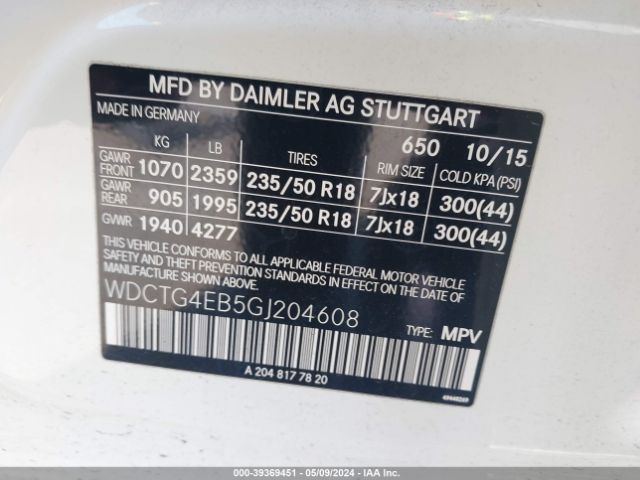 MFD BY DAIMLER AG STUTTGART
MADE IN GERMANY 650 10/15
KG LB TIRES RIM SIZE COLD KPA (PSI)
GAWR FRONT 1070 2359 235/50 R18 7Jx18 300(44)
GAWR REAR 905 1995 235/50 R18 7Jx18 300(44)
GVWR 1940 4277
THIS VEHICLE CONFORMS TO ALL APPLICABLE FEDERAL MOTOR VEHICLE
SAFETY, BUMPER, AND THEFT PREVENTION STANDARDS IN EFFECT ON
THE DATE OF MANUFACTURE SHOWN ABOVE.
WDCTG4EB5GJ204608
TYPE: MPV
A 204 817 78 20
000-39369451 - 05/09/2024 - IAA Inc.